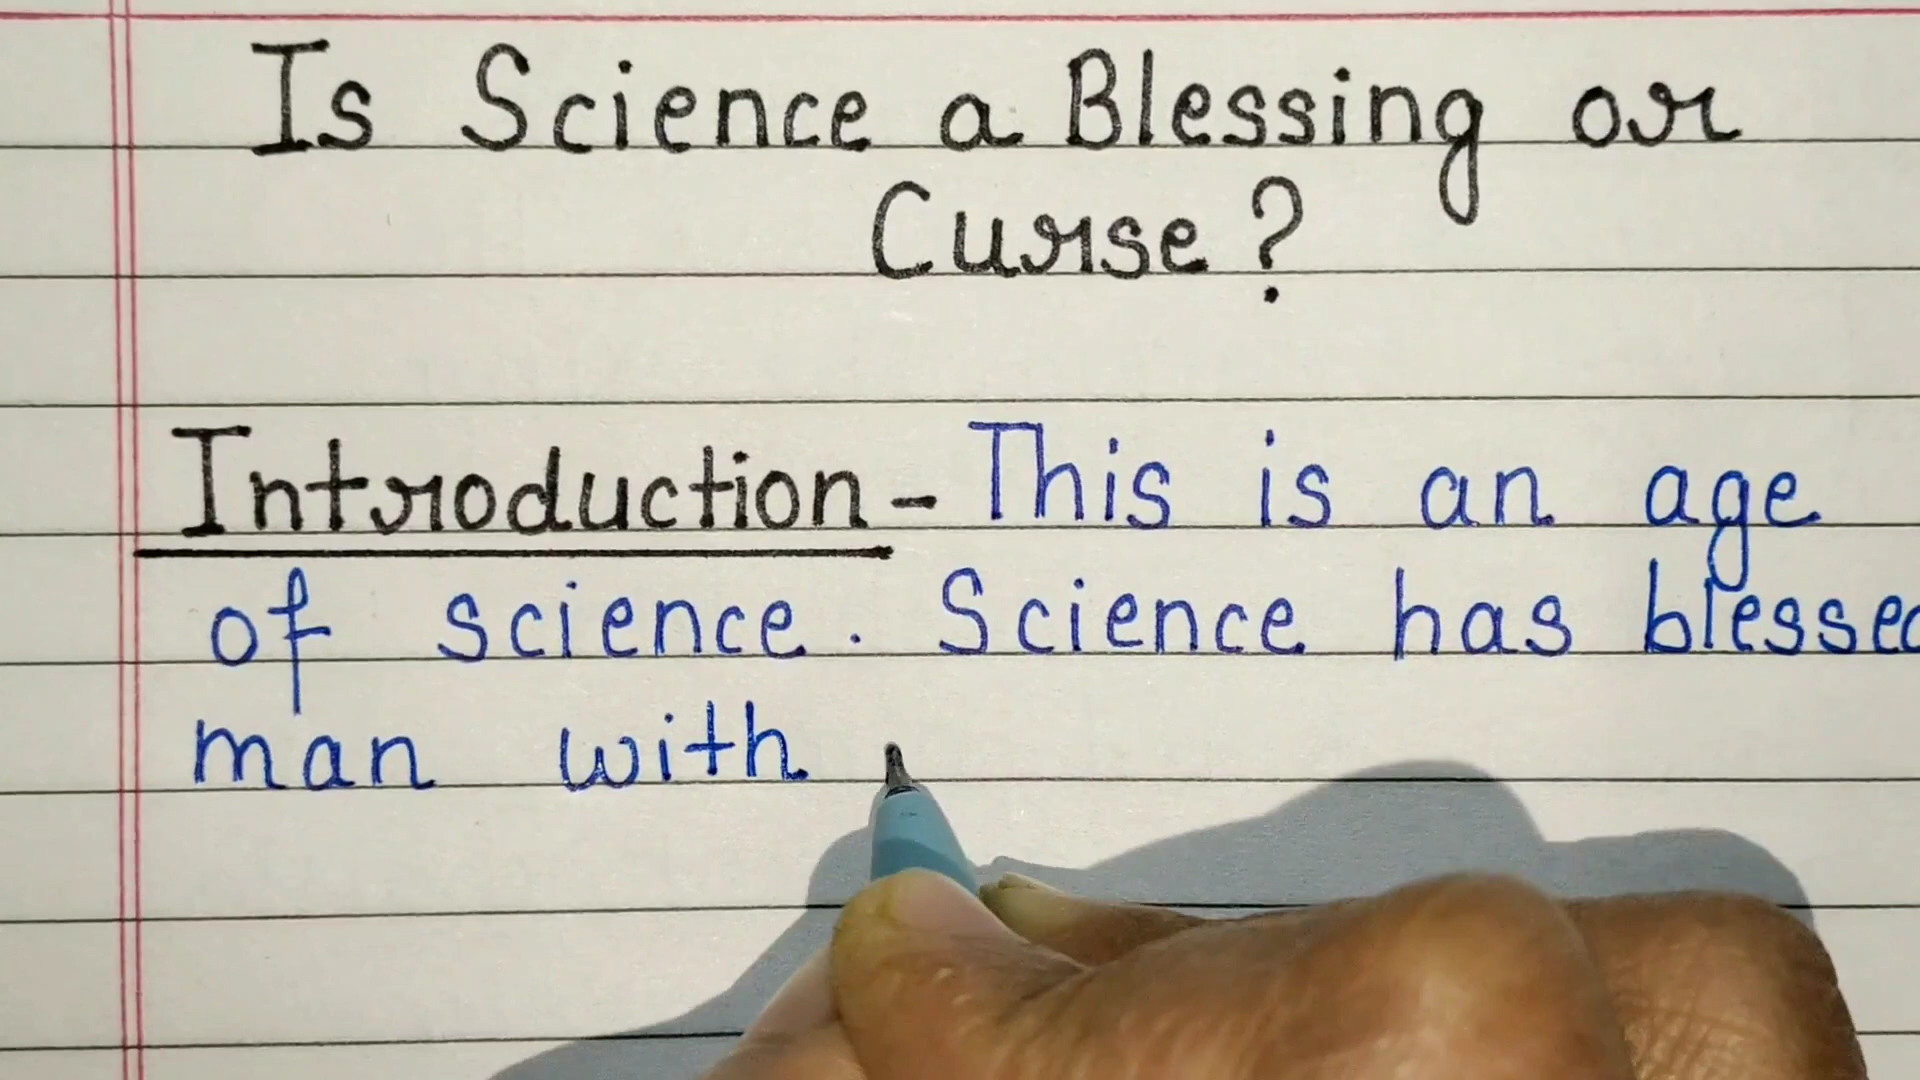 Is Science a Blessing or
Curse?
Introduction - This is an age
of science. Science has blessed
man with